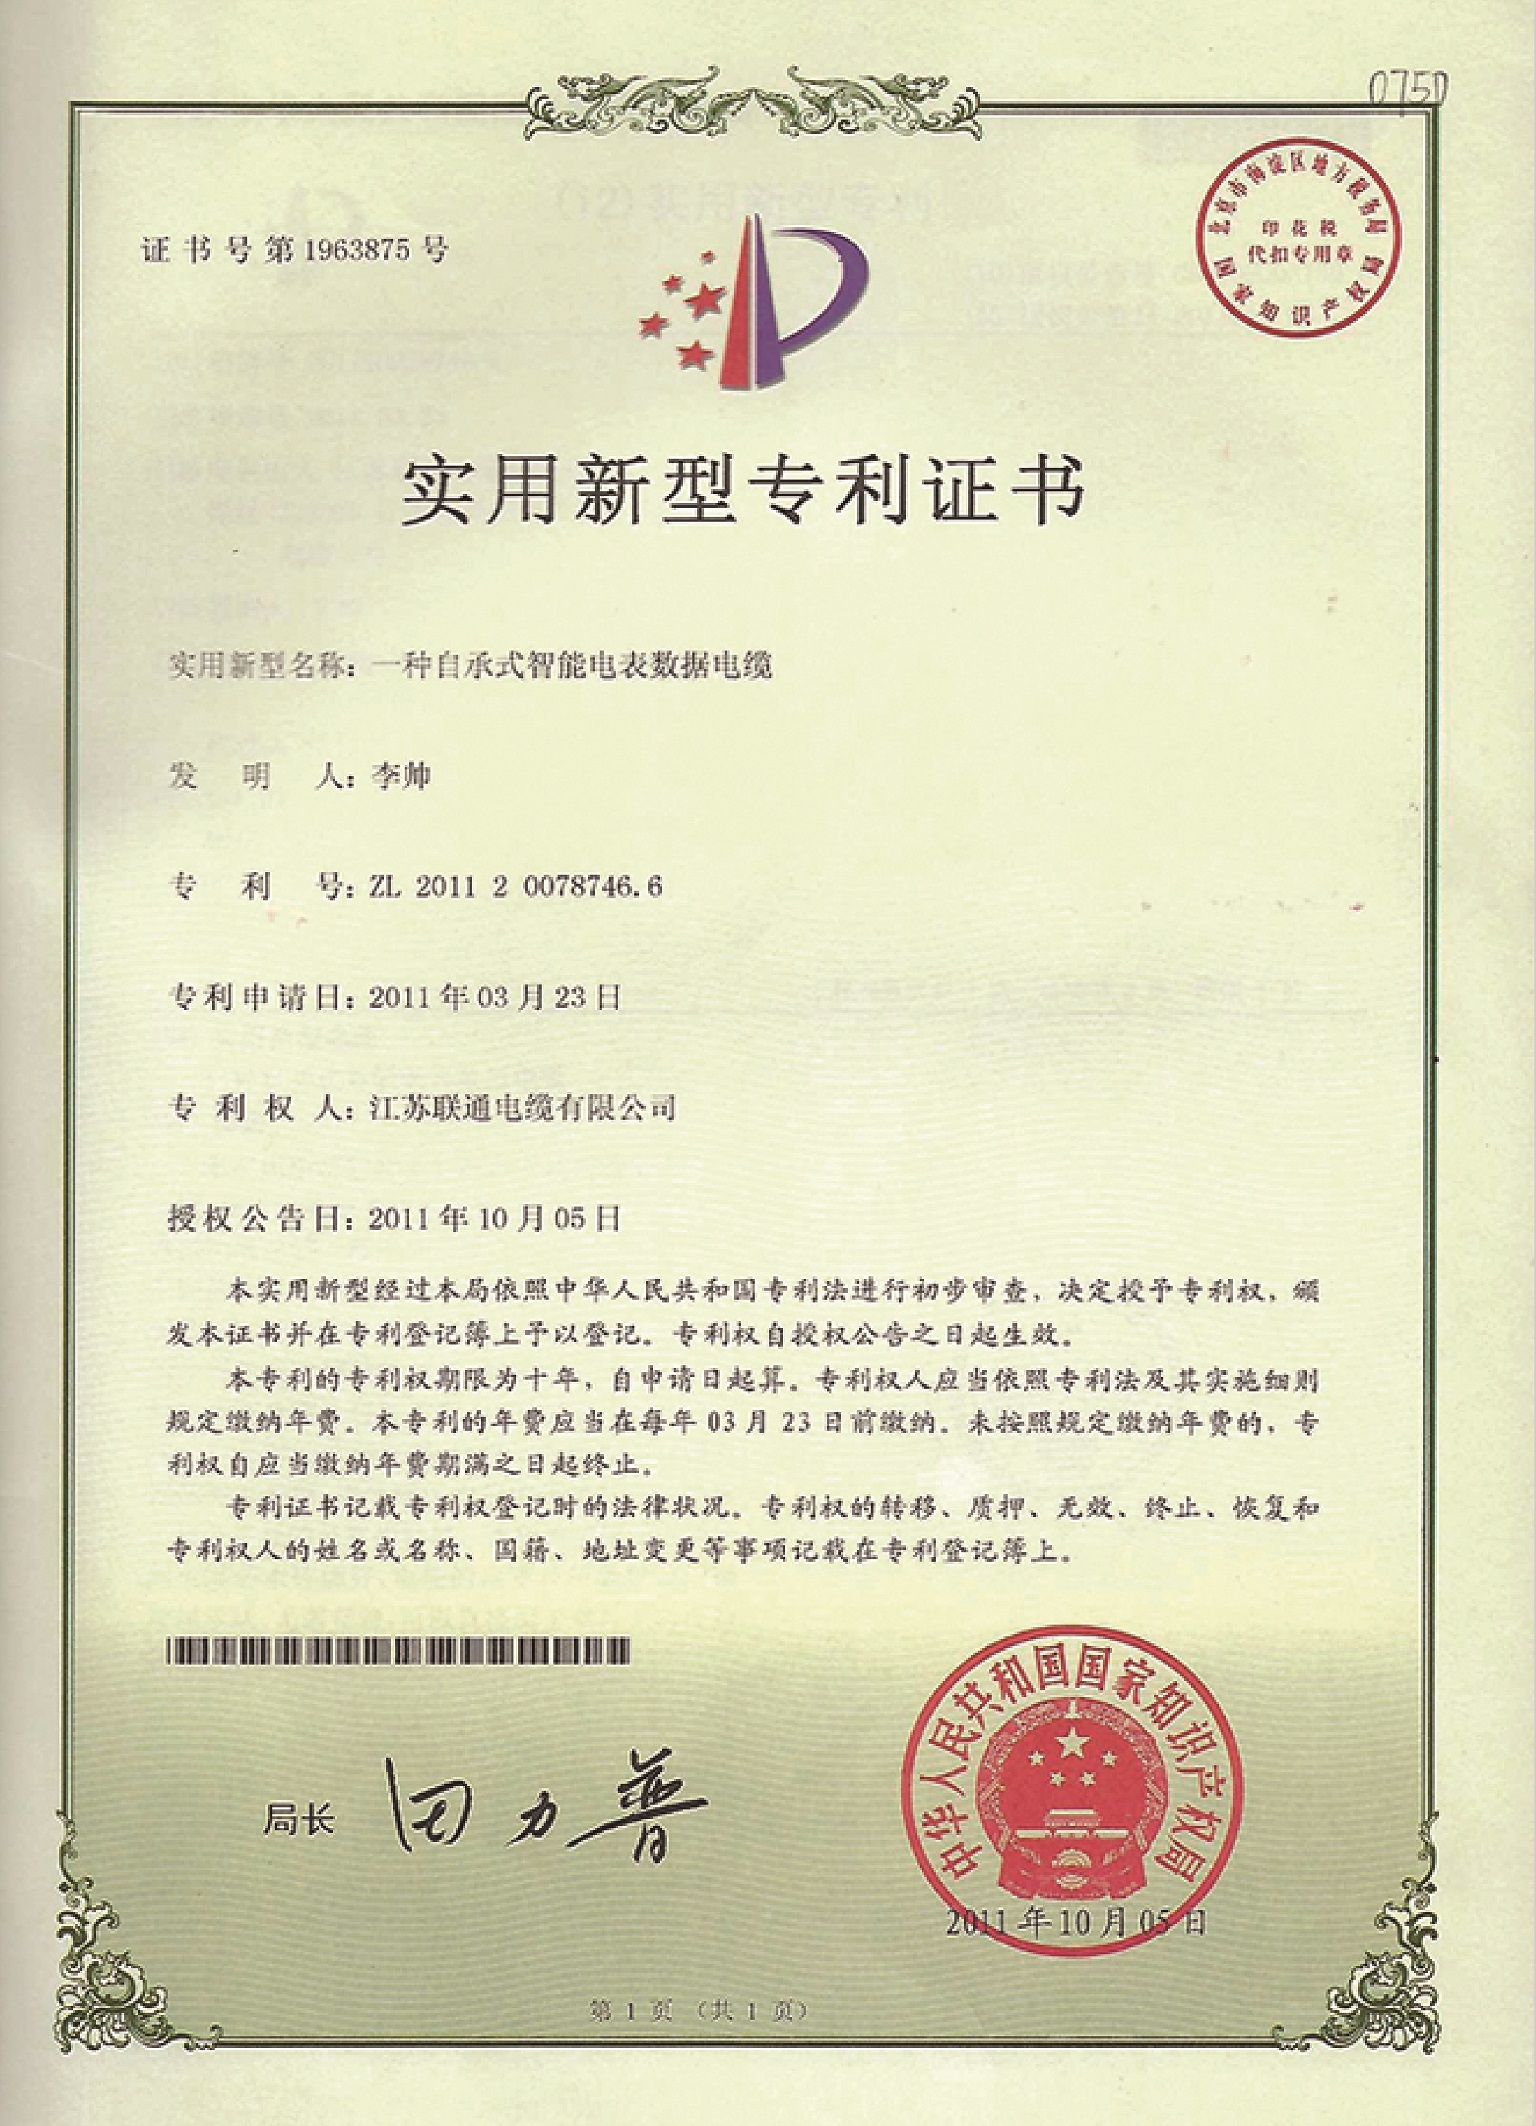 0750
北京市海淀区地方税务局
印花税
代扣专用章
国家知识产权局
证书号第1963875号
实用新型专利证书
实用新型名称：一种自承式智能电表数据电缆
发明人：李帅
专利号：ZL 2011 2 0078746.6
专利申请日：2011年03月23日
专利权人：江苏联通电缆有限公司
授权公告日：2011年10月05日
本实用新型经过本局依照中华人民共和国专利法进行初步审查，决定授予专利权，颁
发本证书并在专利登记簿上予以登记。专利权自授权公告之日起生效。
本专利的专利权期限为十年，自申请日起算。专利权人应当依照专利法及其实施细则
规定缴纳年费。本专利的年费应当在每年03月23日前缴纳。未按照规定缴纳年费的，专
利权自应当缴纳年费期满之日起终止。
专利证书记载专利权登记时的法律状况。专利权的转移、质押、无效、终止、恢复和
专利权人的姓名或名称、国籍、地址变更等事项记载在专利登记簿上。
局长 田力普
中华人民共和国国家知识产权局
2011年10月05日
第1页（共1页）